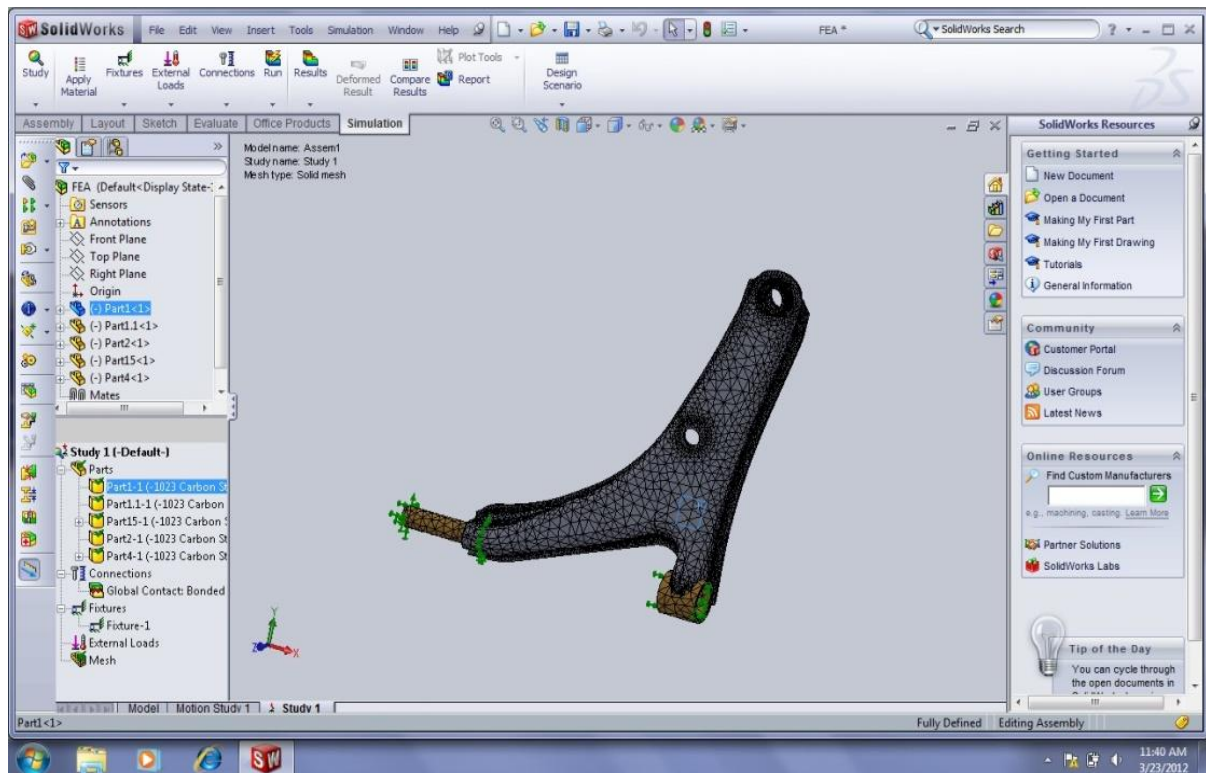 SolidWorks File Edit View Insert Tools Simulation Window Help FEA * SolidWorks Search
Study Apply Material Fixtures External Loads Connections Run Results Deformed Result Compare Results Plot Tools Report Design Scenario
Assembly Layout Sketch Evaluate Office Products Simulation
Model name: Assem1
Study name: Study 1
Mesh type: Solid mesh
FEA (Default<Display State-
Sensors
Annotations
Front Plane
Top Plane
Right Plane
Origin
(-) Part1<1>
(-) Part1.1<1>
(-) Part2<1>
(-) Part15<1>
(-) Part4<1>
Mates
Study 1 (-Default-)
Parts
Part1-1 (-1023 Carbon St
Part1.1-1 (-1023 Carbon
Part15-1 (-1023 Carbon S
Part2-1 (-1023 Carbon St
Part4-1 (-1023 Carbon St
Connections
Global Contact: Bonded
Fixtures
Fixture-1
External Loads
Mesh
Y
Z X
Model Motion Study 1 Study 1
Part1<1> Fully Defined Editing Assembly
SolidWorks Resources
Getting Started
New Document
Open a Document
Making My First Part
Making My First Drawing
Tutorials
General Information
Community
Customer Portal
Discussion Forum
User Groups
Latest News
Online Resources
Find Custom Manufacturers
e.g., machining, casting. Learn More
Partner Solutions
SolidWorks Labs
Tip of the Day
You can cycle through
the open documents in
SW
11:40 AM
3/23/2012